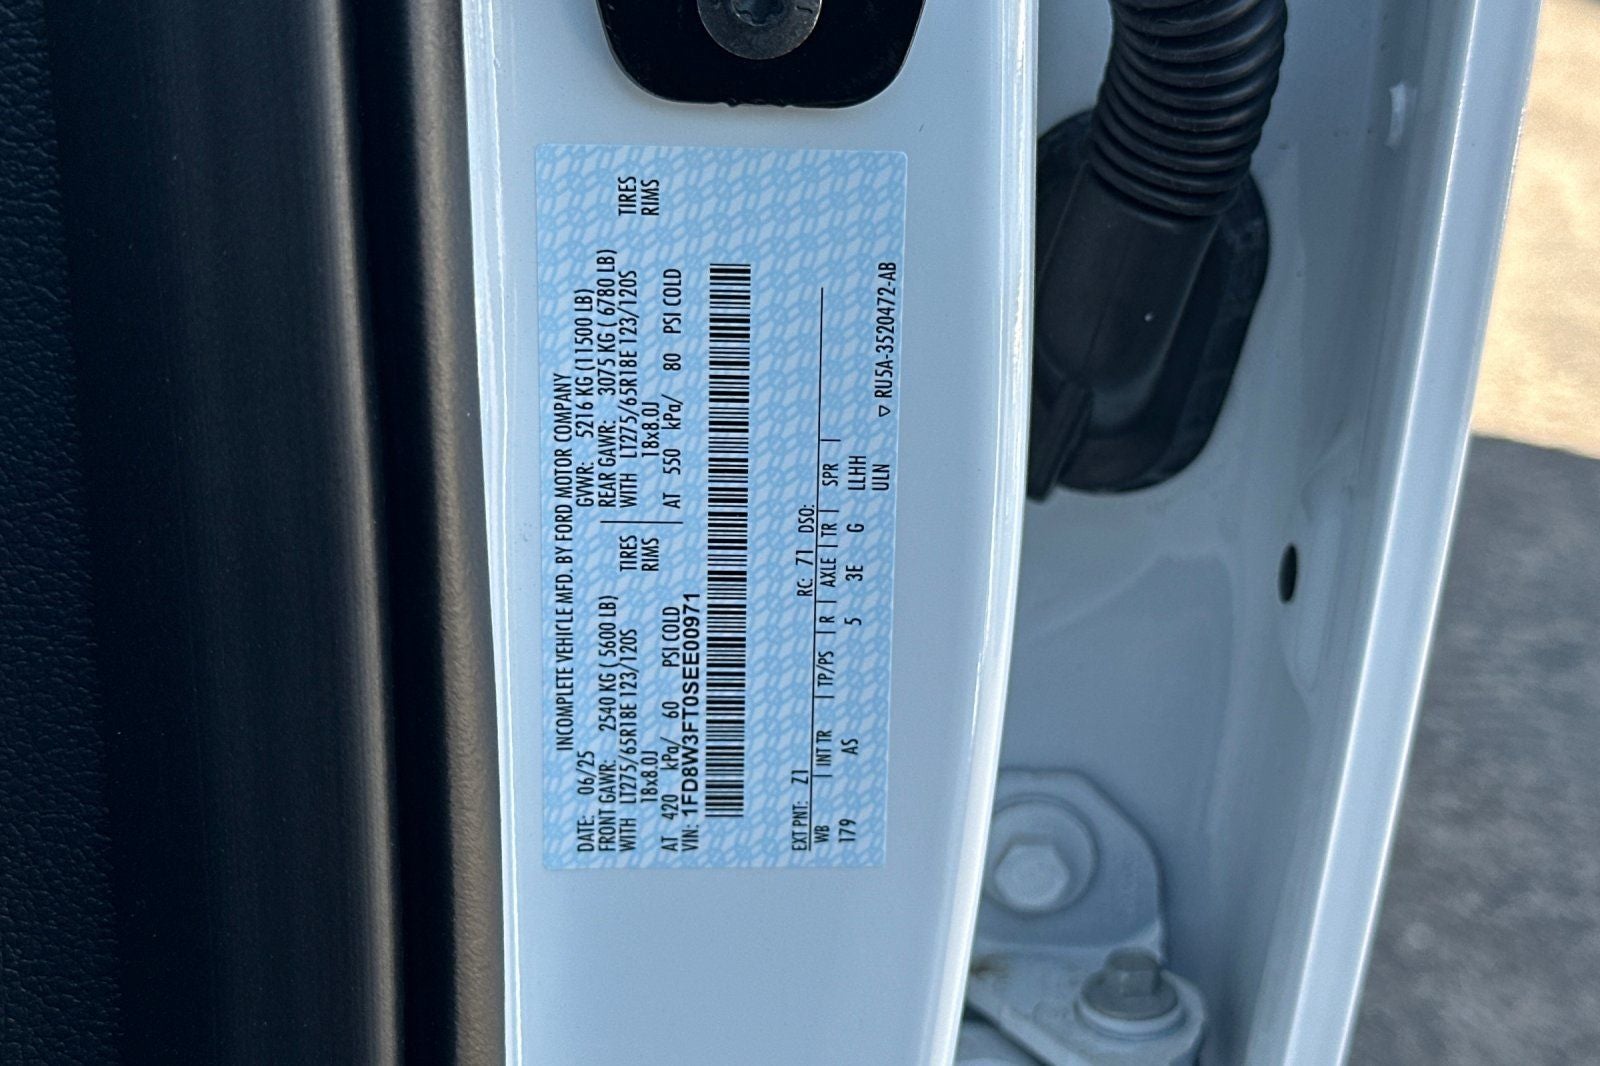 INCOMPLETE VEHICLE MFD. BY FORD MOTOR COMPANY
DATE: 06/25 GVWR: 5216 KG (11500 LB)
FRONT GAWR: 2540 KG (5600 LB) REAR GAWR: 3075 KG (6780 LB)
WITH LT275/65R18E 123/120S TIRES WITH LT275/65R18E 123/120S TIRES
18x8.0J RIMS 18x8.0J RIMS
AT 420 kPa/ 60 PSI COLD AT 550 kPa/ 80 PSI COLD
VIN: 1FD8W3FT0SEE00971
EXT PNT: Z1 RC: 71 DSO:
WB INT TR TP/PS R AXLE TR SPR
179 AS 5 3E G LLHH
ULN
▽ RU5A-3520472-AB